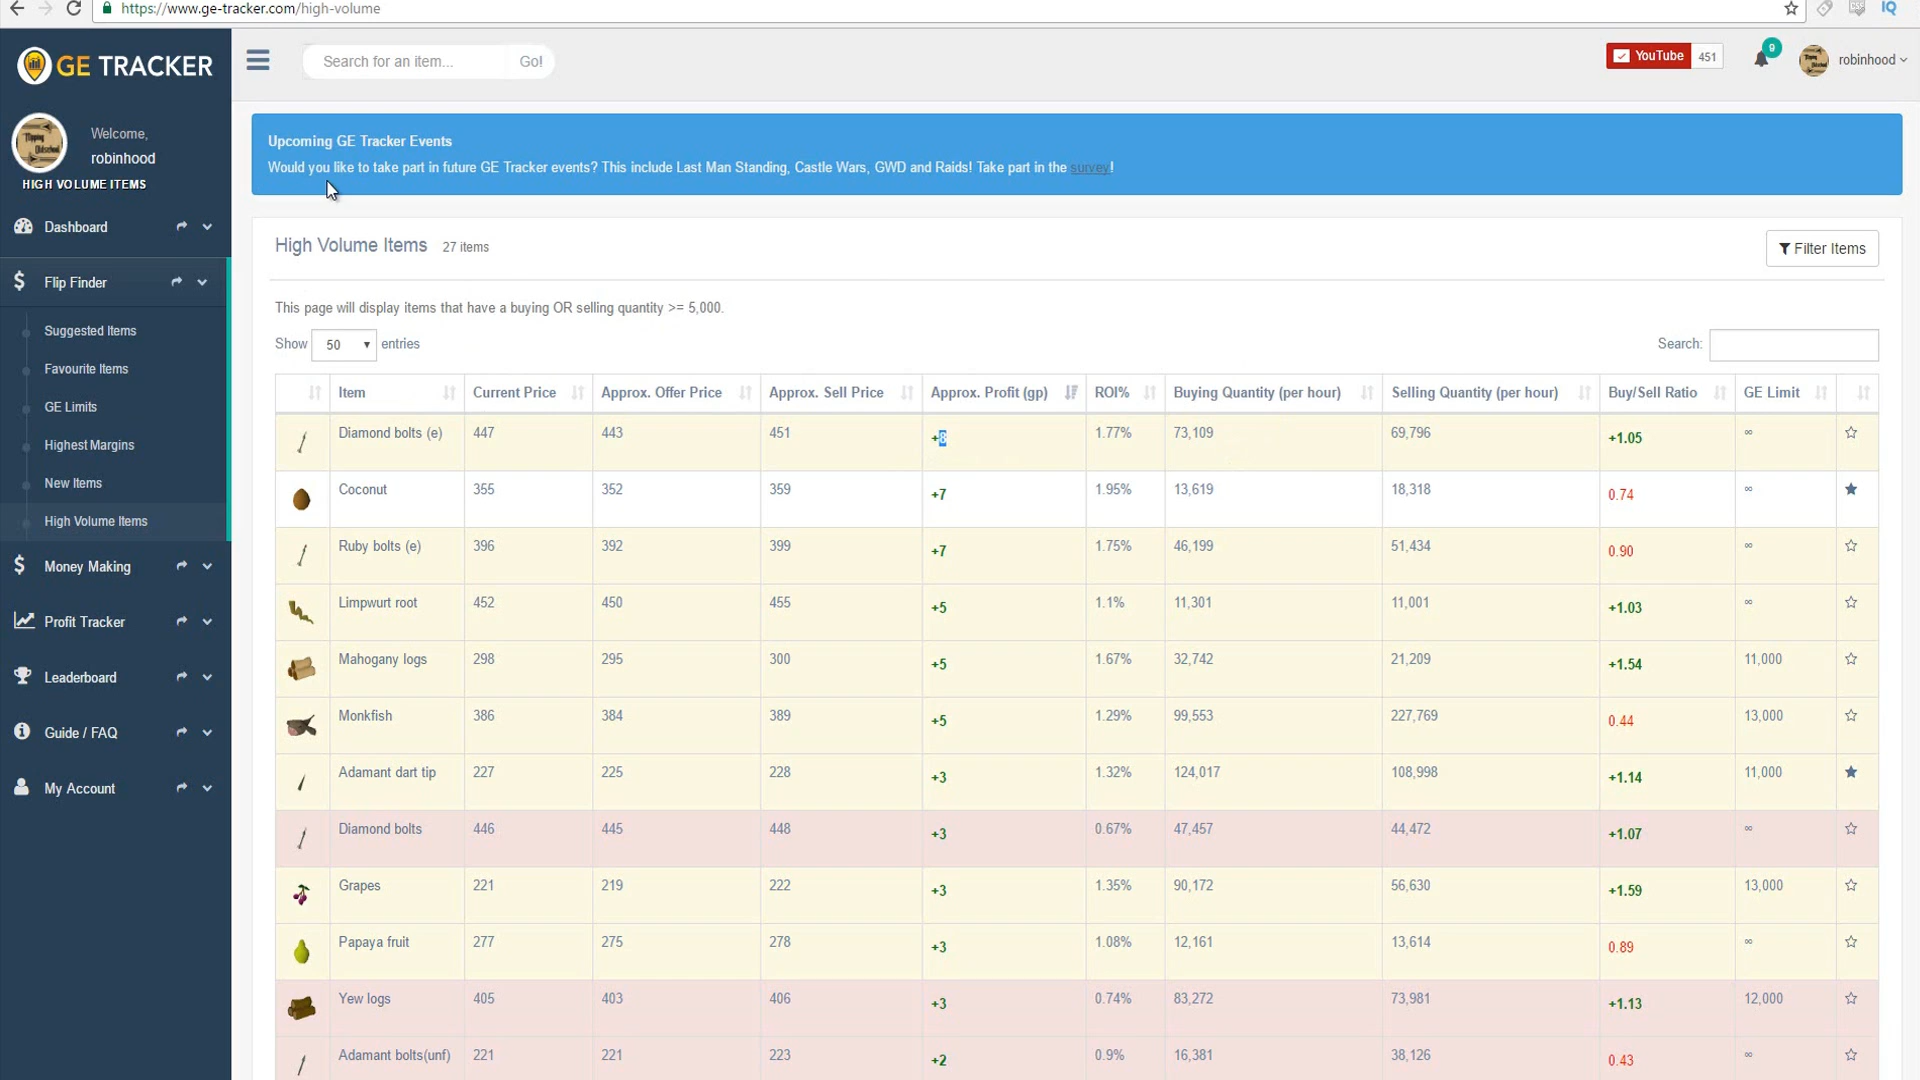 https://www.ge-tracker.com/high-volume
GE TRACKER
Search for an item... Go!
YouTube 451
9
robinhood
Welcome,
robinhood
HIGH VOLUME ITEMS
Dashboard
Flip Finder
Suggested Items
Favourite Items
GE Limits
Highest Margins
New Items
High Volume Items
Money Making
Profit Tracker
Leaderboard
Guide / FAQ
My Account
Upcoming GE Tracker Events
Would you like to take part in future GE Tracker events? This include Last Man Standing, Castle Wars, GWD and Raids! Take part in the survey!
High Volume Items 27 items
Filter Items
This page will display items that have a buying OR selling quantity >= 5,000.
Show 50 entries
Search:
Item Current Price Approx. Offer Price Approx. Sell Price Approx. Profit (gp) ROI% Buying Quantity (per hour) Selling Quantity (per hour) Buy/Sell Ratio GE Limit
Diamond bolts (e) 447 443 451 +8 1.77% 73,109 69,796 +1.05 ∞
Coconut 355 352 359 +7 1.95% 13,619 18,318 0.74 ∞
Ruby bolts (e) 396 392 399 +7 1.75% 46,199 51,434 0.90 ∞
Limpwurt root 452 450 455 +5 1.1% 11,301 11,001 +1.03 ∞
Mahogany logs 298 295 300 +5 1.67% 32,742 21,209 +1.54 11,000
Monkfish 386 384 389 +5 1.29% 99,553 227,769 0.44 13,000
Adamant dart tip 227 225 228 +3 1.32% 124,017 108,998 +1.14 11,000
Diamond bolts 446 445 448 +3 0.67% 47,457 44,472 +1.07 ∞
Grapes 221 219 222 +3 1.35% 90,172 56,630 +1.59 13,000
Papaya fruit 277 275 278 +3 1.08% 12,161 13,614 0.89 ∞
Yew logs 405 403 406 +3 0.74% 83,272 73,981 +1.13 12,000
Adamant bolts(unf) 221 221 223 +2 0.9% 16,381 38,126 0.43 ∞